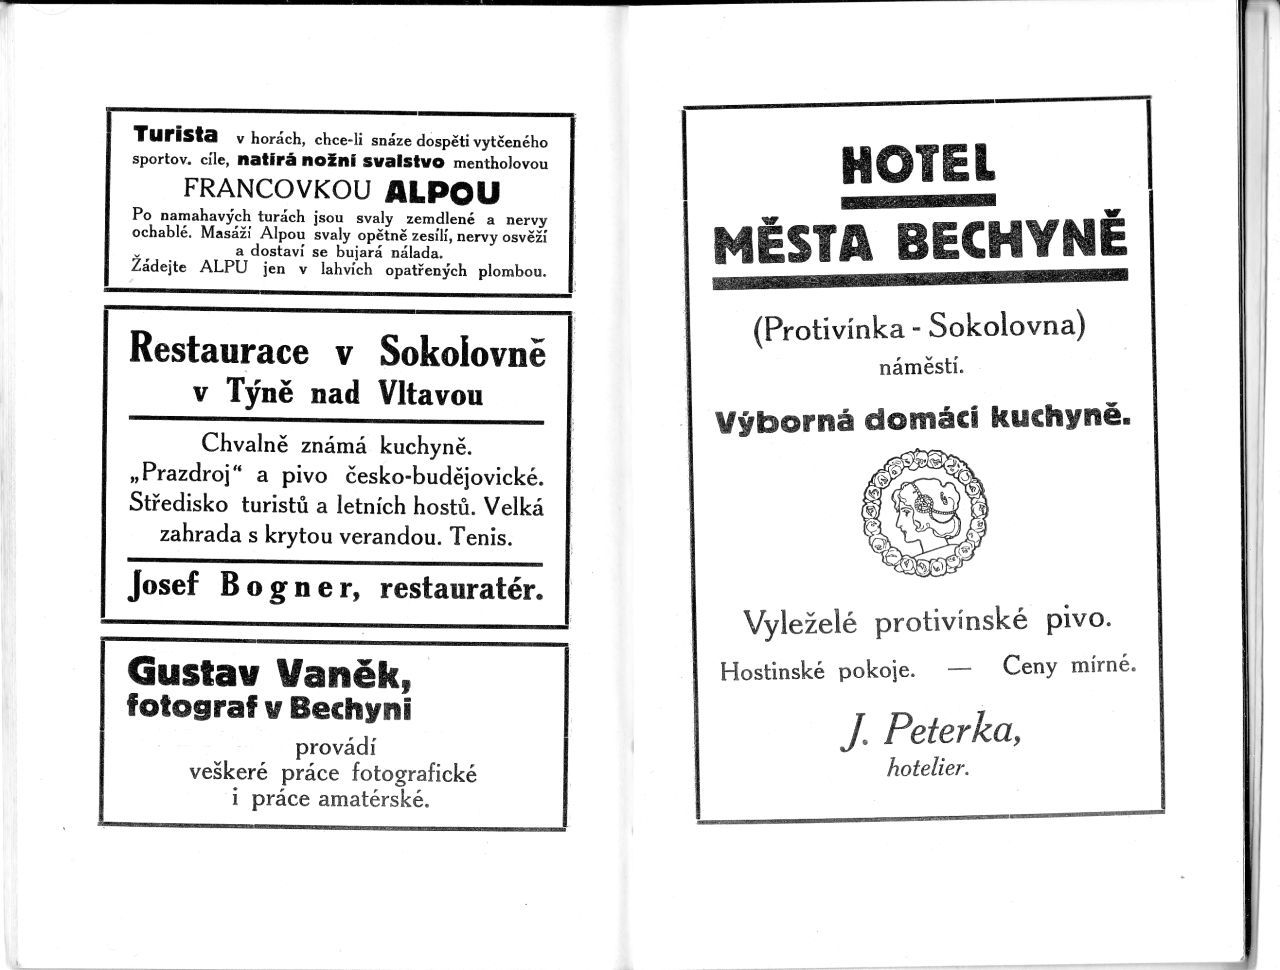 Turista v horách, chce-li snáze dospěti vytčeného
sportov. cíle, natírá nožní svalstvo mentholovou
FRANCOVKOU ALPOU
Po namahavých turách jsou svaly zemdlené a nervy
ochablé. Masáží Alpou svaly opětně zesílí, nervy osvěží
a dostaví se bujará nálada.
Žádejte ALPU jen v lahvích opatřených plombou.
Restaurace v Sokolovně
v Týně nad Vltavou
Chvalně známá kuchyně.
„Prazdroj“ a pivo česko-budějovické.
Středisko turistů a letních hostů. Velká
zahrada s krytou verandou. Tenis.
Josef Bogner, restauratér.
Gustav Vaněk,
fotograf v Bechyni
provádí
veškeré práce fotografické
i práce amatérské.
HOTEL
MĚSTA BECHYNĚ
(Protivínka - Sokolovna)
náměstí.
Výborná domácí kuchyně.
Vyleželé protivínské pivo.
Hostinské pokoje. — Ceny mírné.
J. Peterka,
hotelier.